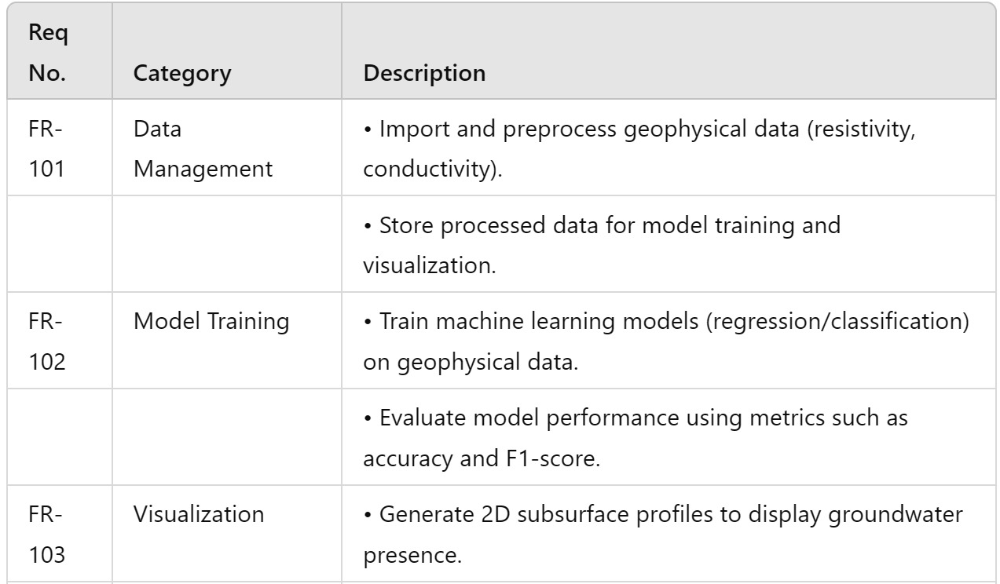 Req
No.
Category
Description
FR-
101
Data
Management
• Import and preprocess geophysical data (resistivity,
conductivity).
• Store processed data for model training and
visualization.
FR-
102
Model Training
• Train machine learning models (regression/classification)
on geophysical data.
• Evaluate model performance using metrics such as
accuracy and F1-score.
FR-
103
Visualization
• Generate 2D subsurface profiles to display groundwater
presence.